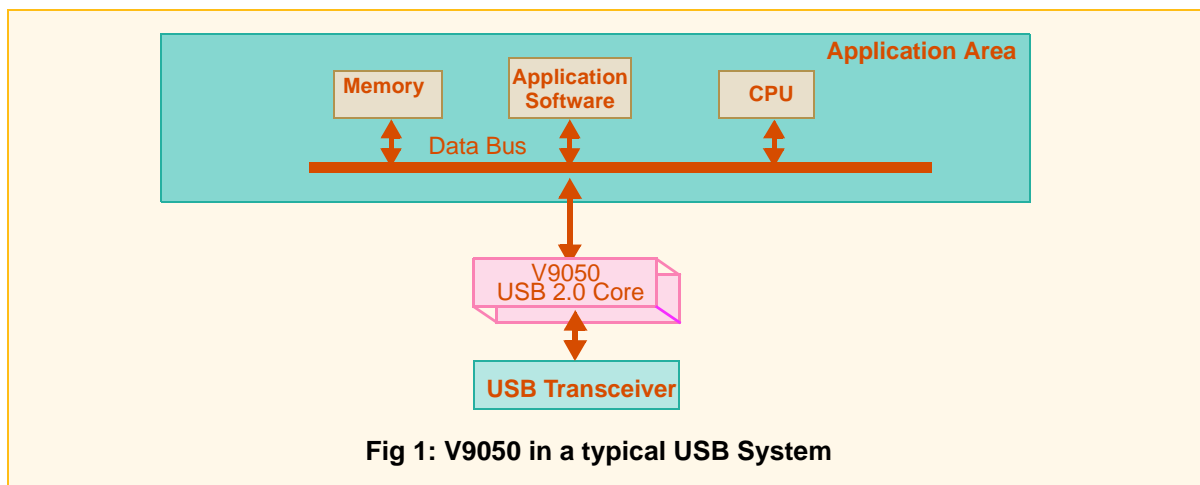 Application Area
Memory
Application
Software
CPU
Data Bus
V9050
USB 2.0 Core
USB Transceiver
Fig 1: V9050 in a typical USB System